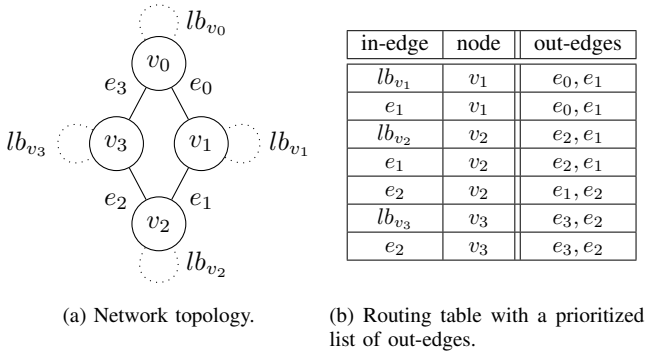 lb_{v_0}
v_0
e_3 e_0
lb_{v_3} v_3 v_1 lb_{v_1}
e_2 e_1
v_2
lb_{v_2}
(a) Network topology.
in-edge node out-edges
lb_{v_1} v_1 e_0, e_1
e_1 v_1 e_0, e_1
lb_{v_2} v_2 e_2, e_1
e_1 v_2 e_2, e_1
e_2 v_2 e_1, e_2
lb_{v_3} v_3 e_3, e_2
e_2 v_3 e_3, e_2
(b) Routing table with a prioritized
list of out-edges.